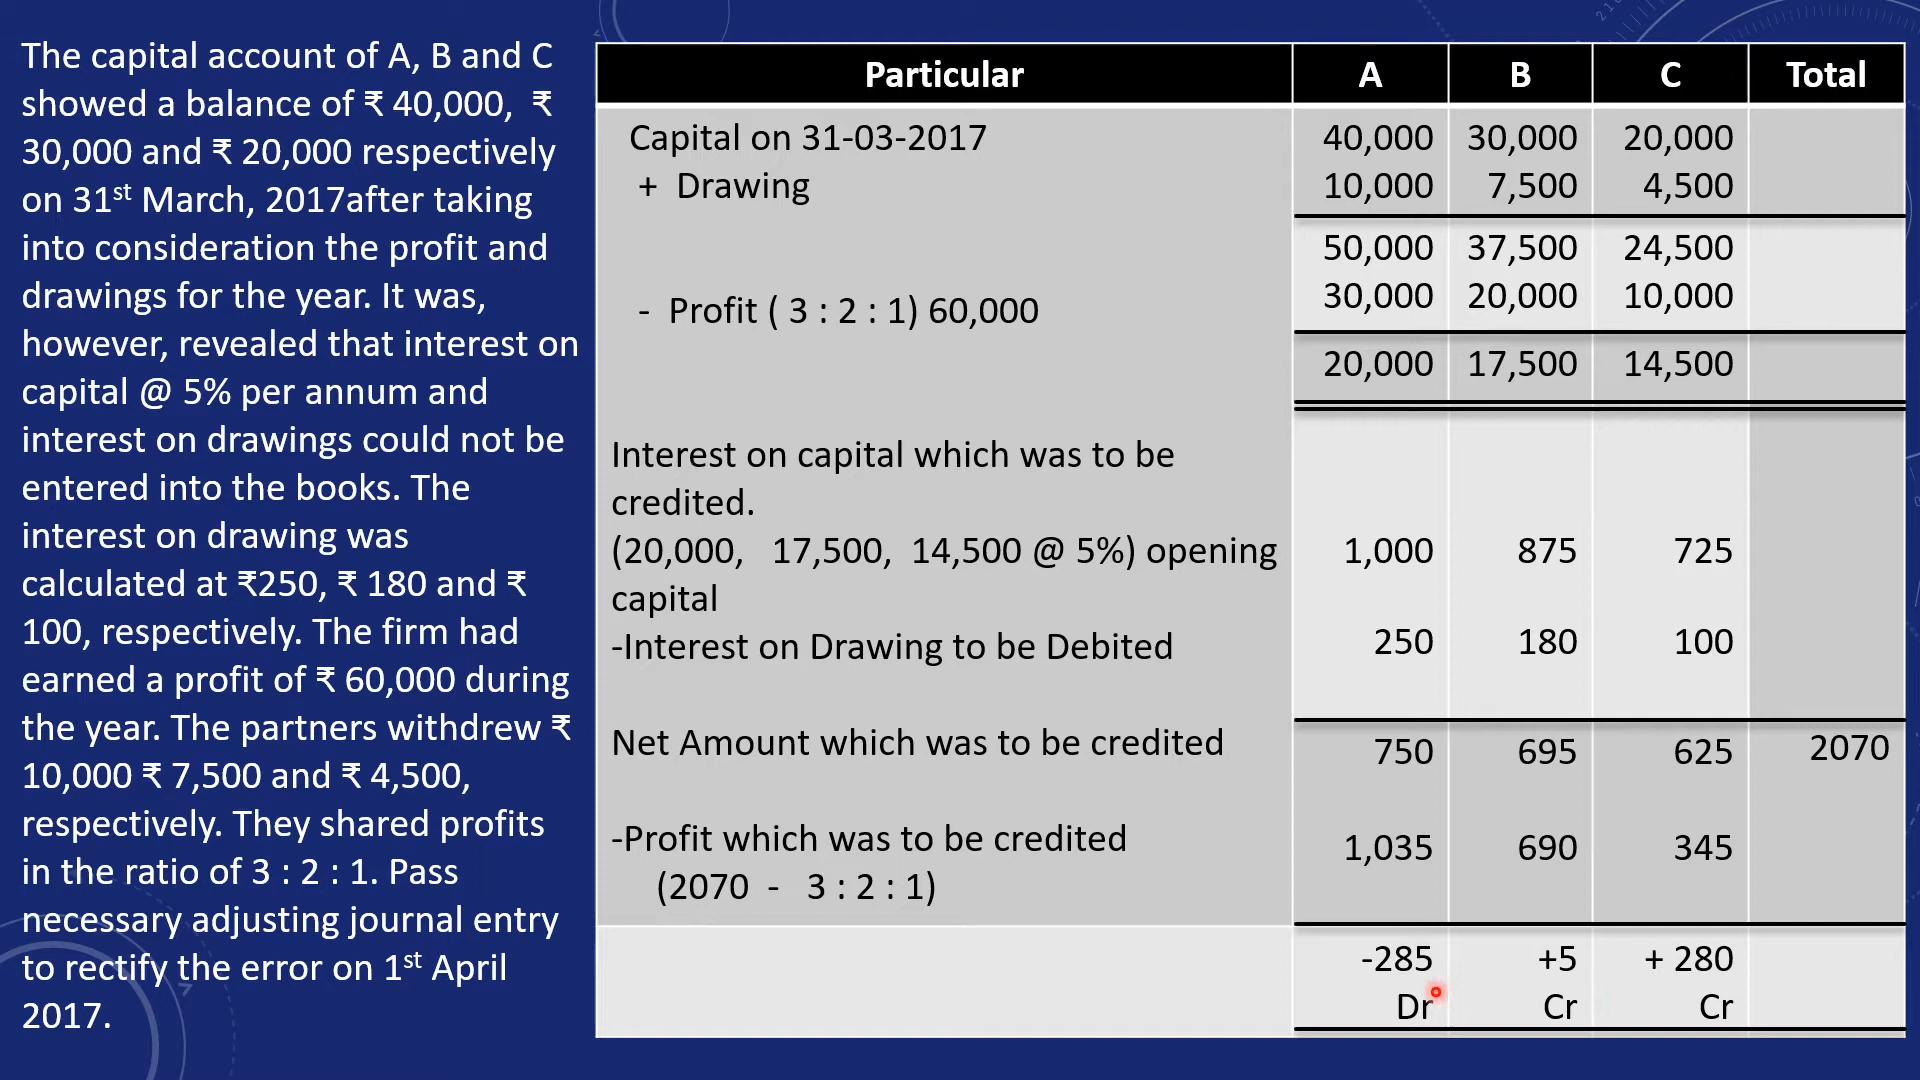 The capital account of A, B and C
showed a balance of ₹ 40,000, ₹
30,000 and ₹ 20,000 respectively
on 31st March, 2017after taking
into consideration the profit and
drawings for the year. It was,
however, revealed that interest on
capital @ 5% per annum and
interest on drawings could not be
entered into the books. The
interest on drawing was
calculated at ₹250, ₹ 180 and ₹
100, respectively. The firm had
earned a profit of ₹ 60,000 during
the year. The partners withdrew ₹
10,000 ₹ 7,500 and ₹ 4,500,
respectively. They shared profits
in the ratio of 3 : 2 : 1. Pass
necessary adjusting journal entry
to rectify the error on 1st April
2017.
Particular A B C Total
Capital on 31-03-2017 40,000 30,000 20,000
+ Drawing 10,000 7,500 4,500
50,000 37,500 24,500
- Profit ( 3 : 2 : 1) 60,000 30,000 20,000 10,000
20,000 17,500 14,500
Interest on capital which was to be
credited.
(20,000, 17,500, 14,500 @ 5%) opening 1,000 875 725
capital
-Interest on Drawing to be Debited 250 180 100
Net Amount which was to be credited 750 695 625 2070
-Profit which was to be credited 1,035 690 345
(2070 - 3 : 2 : 1)
-285 +5 + 280
Dr Cr Cr